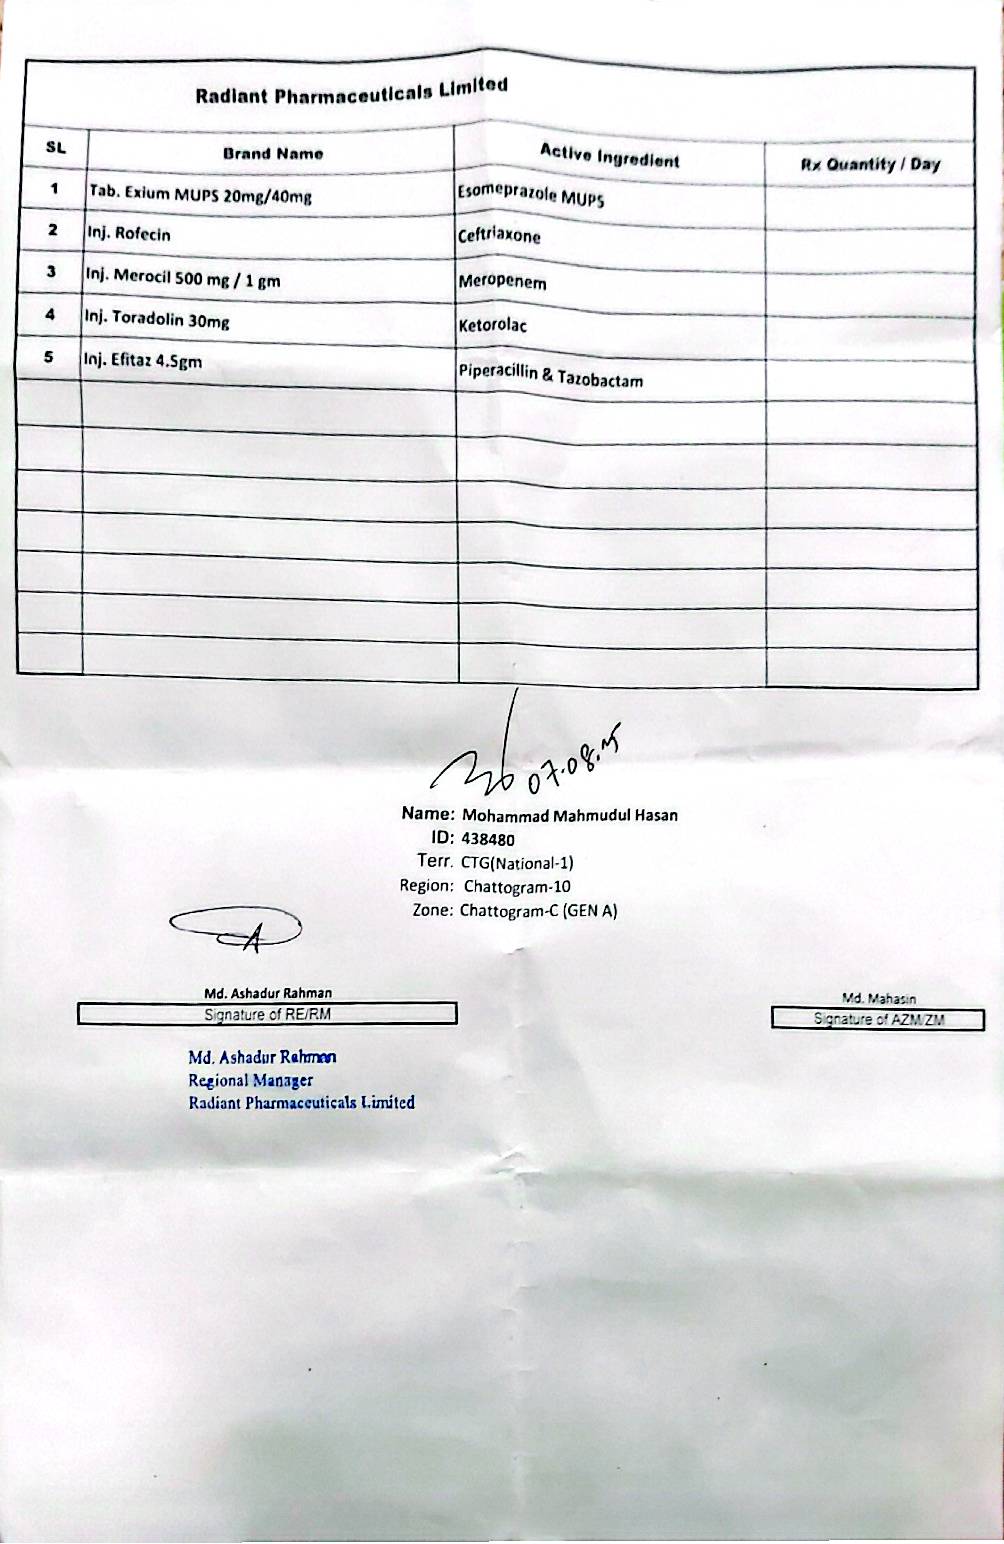 Radiant Pharmaceuticals Limited
SL Brand Name Active Ingredient Rx Quantity / Day
1 Tab. Exium MUPS 20mg/40mg Esomeprazole MUPS
2 Inj. Rofecin Ceftriaxone
3 Inj. Merocil 500 mg / 1 gm Meropenem
4 Inj. Toradolin 30mg Ketorolac
5 Inj. Efitaz 4.5gm Piperacillin & Tazobactam
07.08.
Name: Mohammad Mahmudul Hasan
ID: 438480
Terr. CTG(National-1)
Region: Chattogram-10
Zone: Chattogram-C (GEN A)
Md. Ashadur Rahman
Signature of RE/RM
Md. Mahasin
Signature of AZM/ZM
Md. Ashadur Rahman
Regional Manager
Radiant Pharmaceuticals Limited